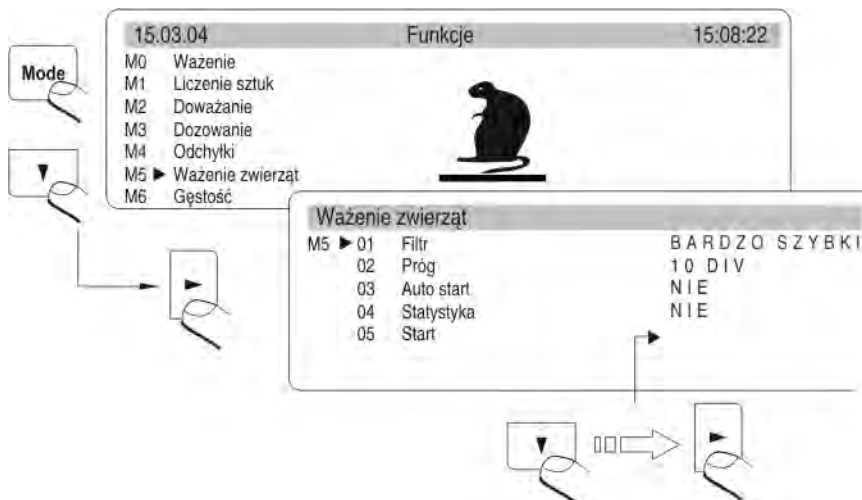 15.03.04 Funkcje 15:08:22
Mode
M0 Ważenie
M1 Liczenie sztuk
M2 Doważanie
M3 Dozowanie
M4 Odchyłki
M5 ► Ważenie zwierząt
M6 Gęstość
Ważenie zwierząt
M5 ► 01 Filtr BARDZO SZYBKI
02 Próg 10 DIV
03 Auto start NIE
04 Statystyka NIE
05 Start ►